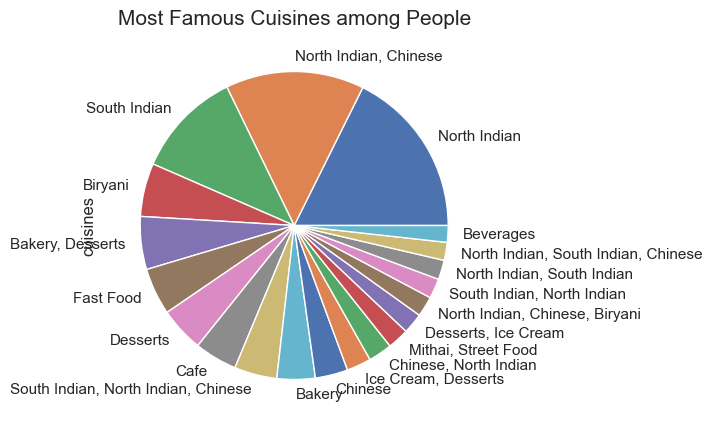 Most Famous Cuisines among People
North Indian, Chinese
South Indian
North Indian
Biryani
cuisines
Bakery, Desserts
Beverages
North Indian, South Indian, Chinese
North Indian, South Indian
South Indian, North Indian
Fast Food
North Indian, Chinese, Biryani
Desserts, Ice Cream
Desserts
Mithai, Street Food
Chinese, North Indian
Cafe
Ice Cream, Desserts
South Indian, North Indian, Chinese
Bakery
Chinese